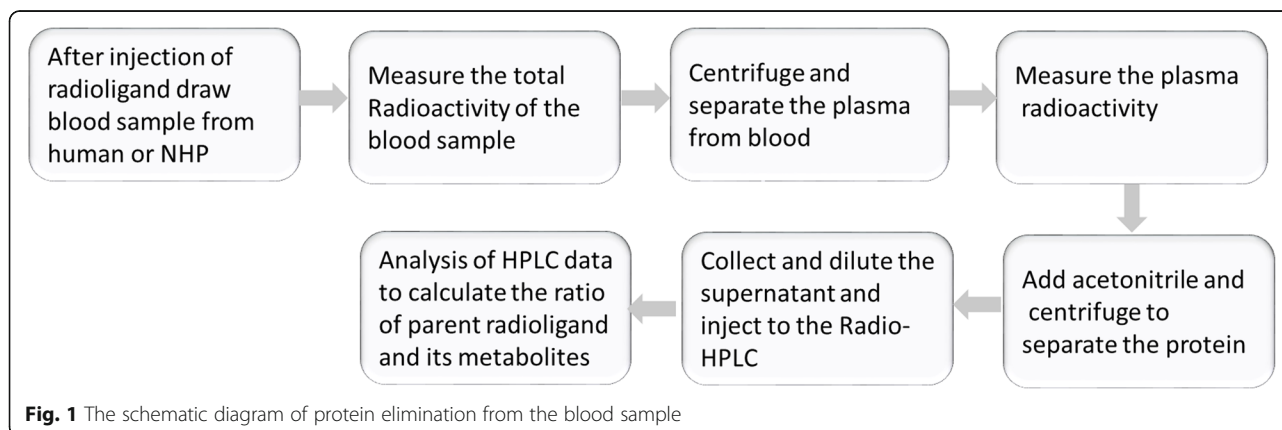 After injection of
radioligand draw
blood sample from
human or NHP
Measure the total
Radioactivity of the
blood sample
Centrifuge and
separate the plasma
from blood
Measure the plasma
radioactivity
Add acetonitrile and
centrifuge to
separate the protein
Collect and dilute the
supernatant and
inject to the Radio-
HPLC
Analysis of HPLC data
to calculate the ratio
of parent radioligand
and its metabolites
Fig. 1 The schematic diagram of protein elimination from the blood sample